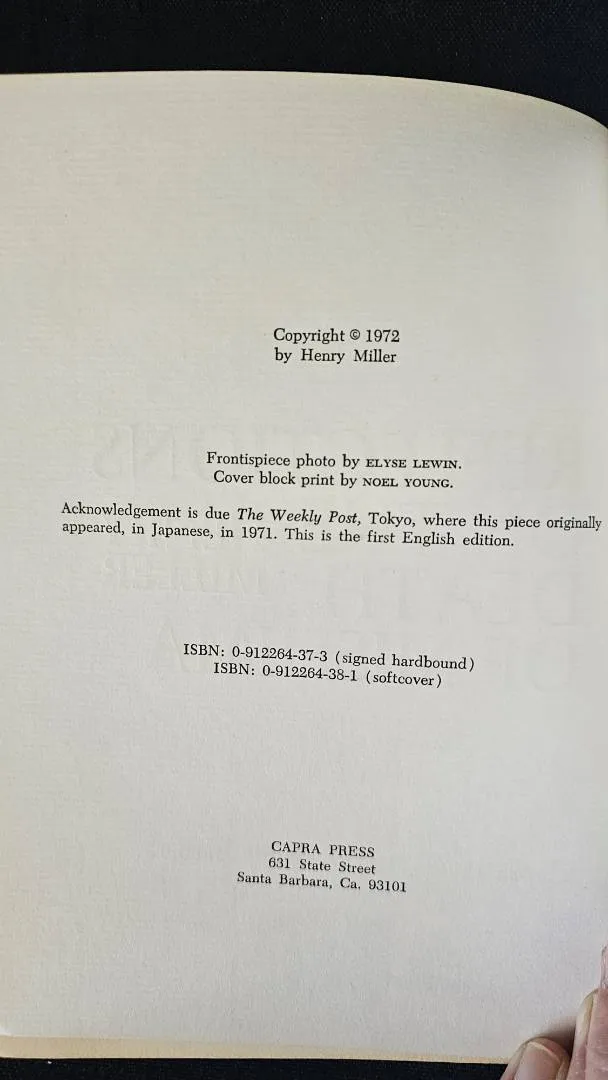 Copyright © 1972
by Henry Miller
Frontispiece photo by ELYSE LEWIN.
Cover block print by NOEL YOUNG.
Acknowledgement is due The Weekly Post, Tokyo, where this piece originally
appeared, in Japanese, in 1971. This is the first English edition.
ISBN: 0-912264-37-3 (signed hardbound)
ISBN: 0-912264-38-1 (softcover)
CAPRA PRESS
631 State Street
Santa Barbara, Ca. 93101